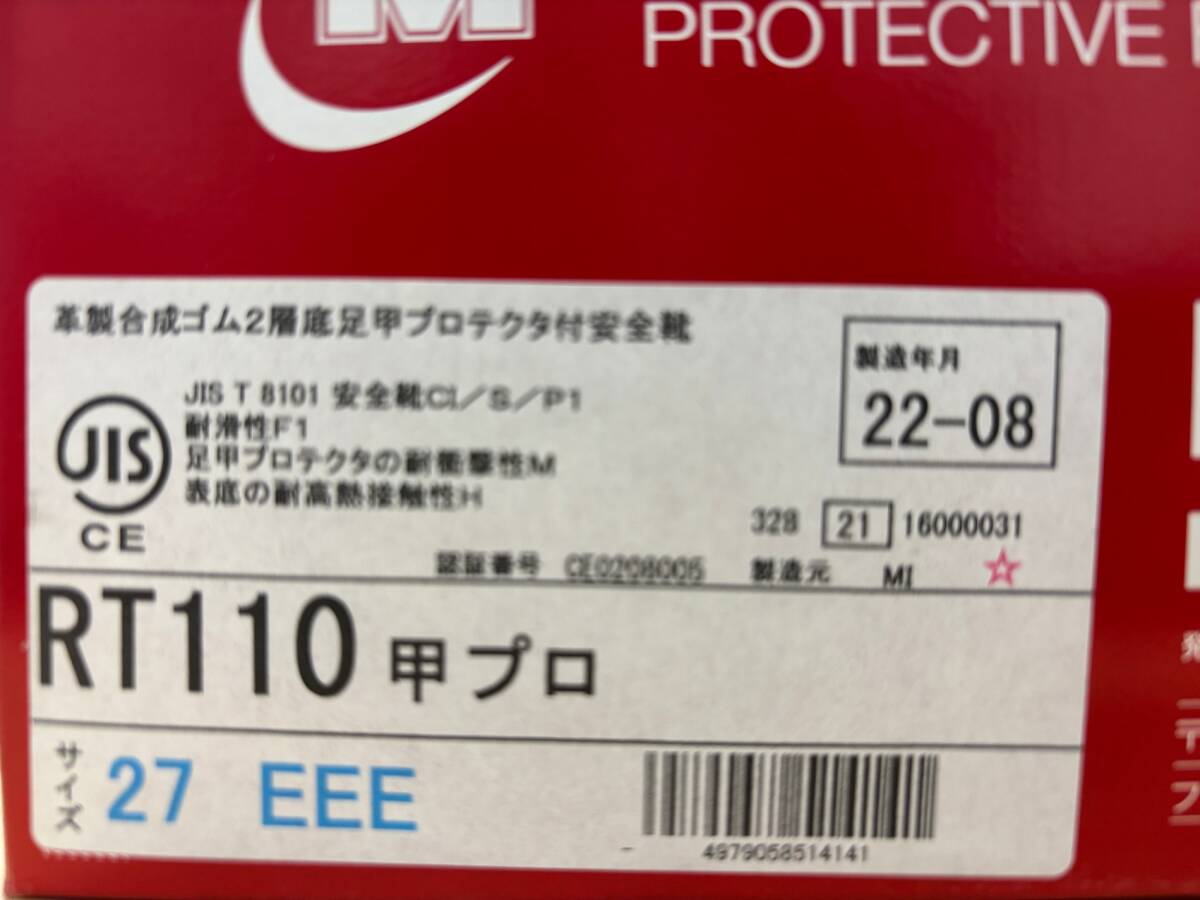 M
PROTECTIVE
革製合成ゴム2層底足甲プロテクタ付安全靴
製造年月
22-08
JIS
CE
JIS T 8101 安全靴CI/S/P1
耐滑性F1
足甲プロテクタの耐衝撃性M
表底の耐高熱接触性H
328 21 16000031
認証番号 CE0208005 製造元 MI ☆
RT110 甲プロ
サイズ 27 EEE
4979058514141